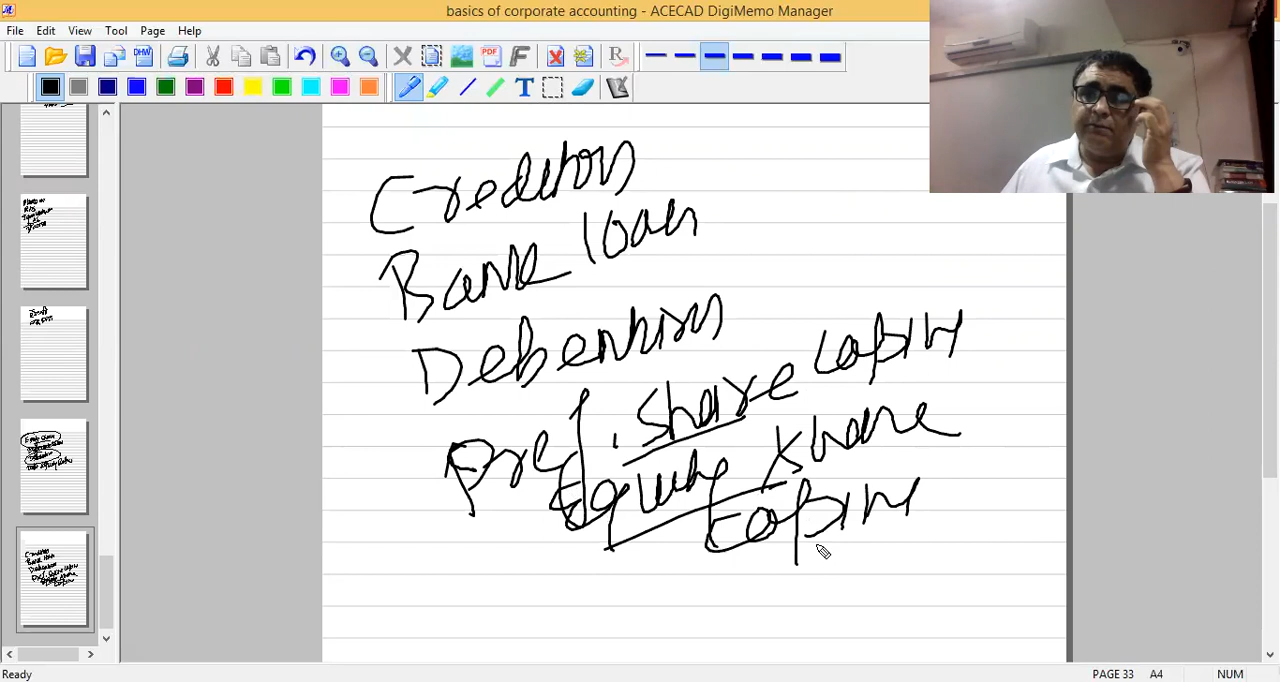 basics of corporate accounting - ACECAD DigiMemo Manager
File Edit View Tool Page Help
Creditors
Bank loan
Debentures
Pref. Share Capital
Equity Share
Capital
Ready
PAGE 33 A4 NUM